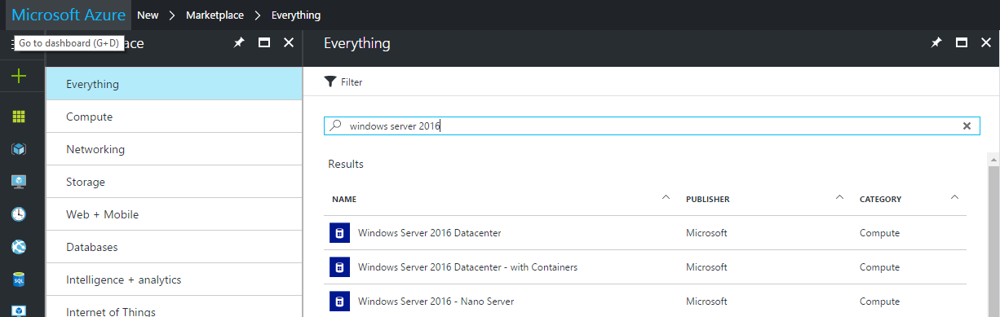 Microsoft Azure New > Marketplace > Everything
Go to dashboard (G+D) ace
Everything
Everything
Compute
Networking
Storage
Web + Mobile
Databases
Intelligence + analytics
Internet of Things
SQL
Filter
windows server 2016
Results
NAME PUBLISHER CATEGORY
Windows Server 2016 Datacenter Microsoft Compute
Windows Server 2016 Datacenter - with Containers Microsoft Compute
Windows Server 2016 - Nano Server Microsoft Compute